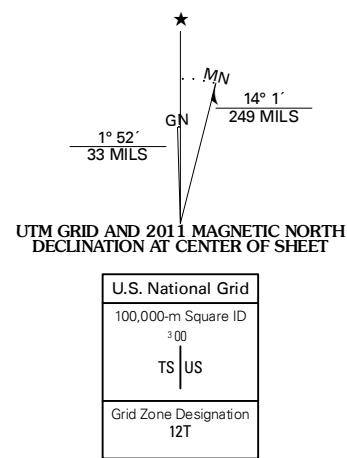 ★
MN
GN
14° 1´
249 MILS
1° 52´
33 MILS
UTM GRID AND 2011 MAGNETIC NORTH
DECLINATION AT CENTER OF SHEET
U.S. National Grid
100,000-m Square ID
³00
TS US
Grid Zone Designation
12T